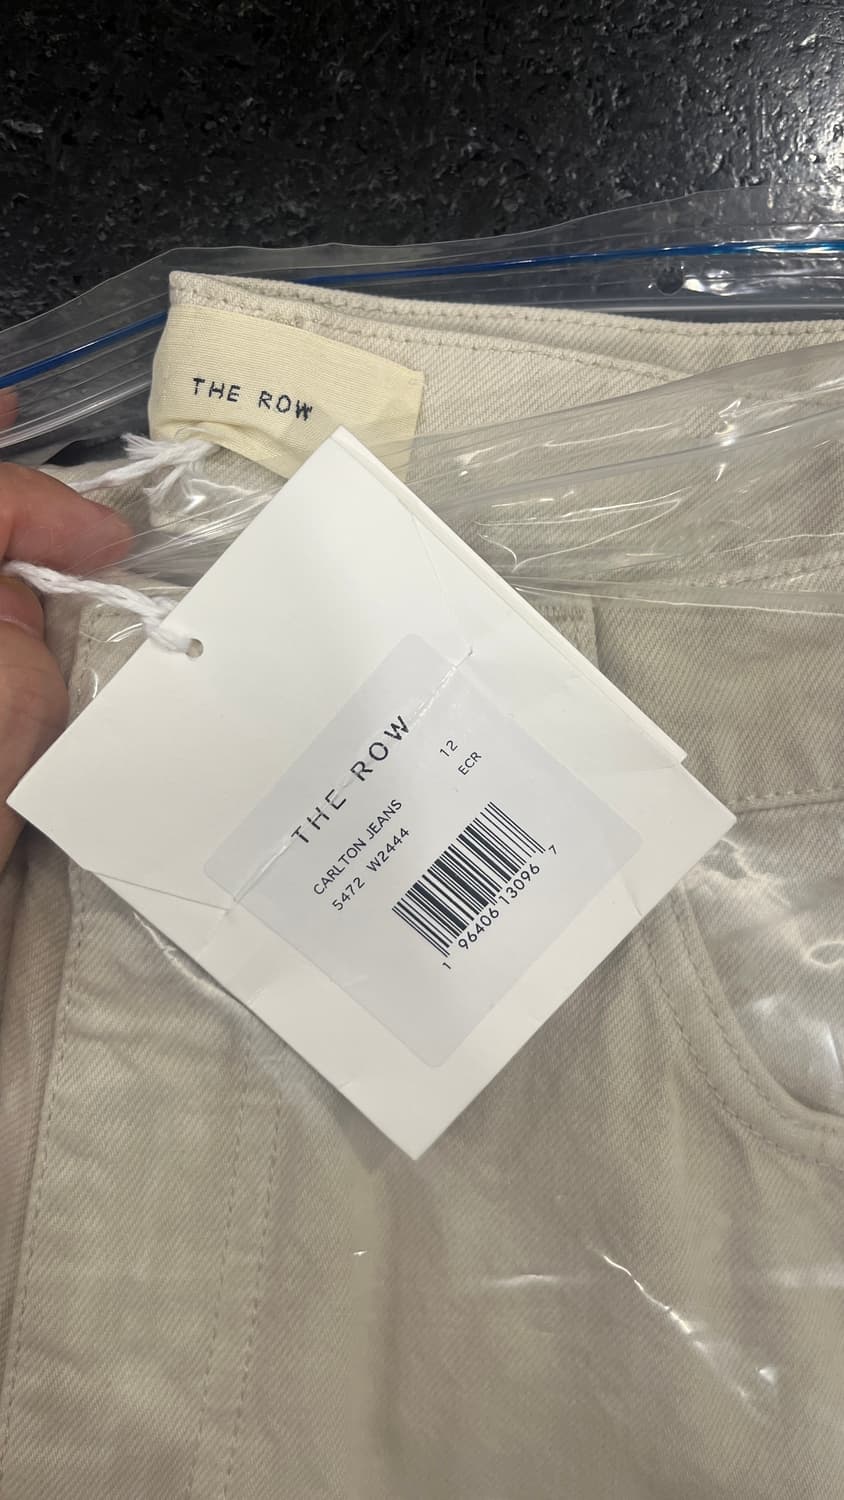 THE ROW
THE ROW
CARLTON JEANS
5472 W2444
12
ECR
1 96406 13096 7